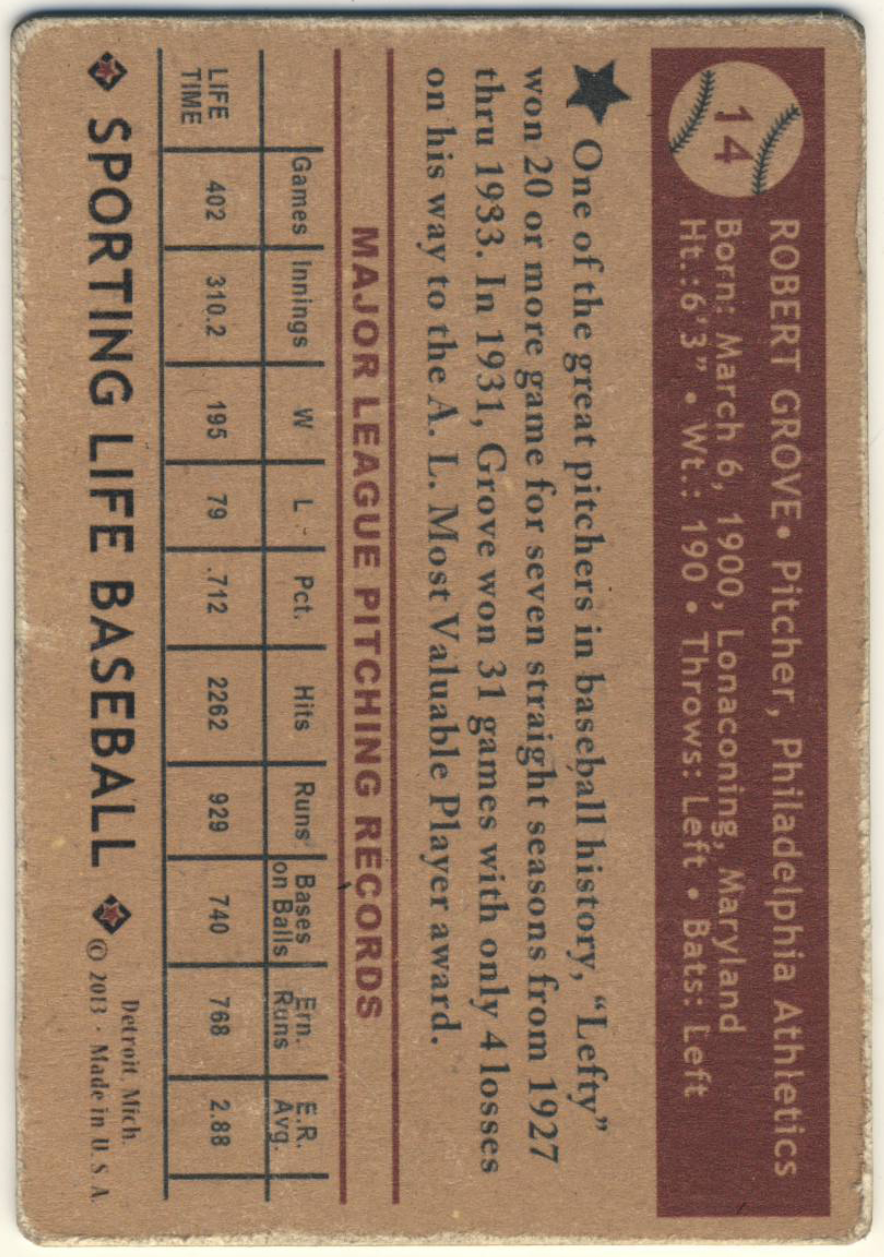 14
ROBERT GROVE • Pitcher, Philadelphia Athletics
Born: March 6, 1900, Lonaconing, Maryland
Ht.:6'3" • Wt.: 190 • Throws: Left • Bats: Left
One of the great pitchers in baseball history, “Lefty”
won 20 or more game for seven straight seasons from 1927
thru 1933. In 1931, Grove won 31 games with only 4 losses
on his way to the A. L. Most Valuable Player award.
MAJOR LEAGUE PITCHING RECORDS
Games Innings W L Pct. Hits Runs Bases on Balls Ern. Runs E.R. Avg.
LIFE TIME 402 310.2 195 79 .712 2262 929 740 768 2.88
SPORTING LIFE BASEBALL
Detroit, Mich.
© 2013 · Made in U. S. A.